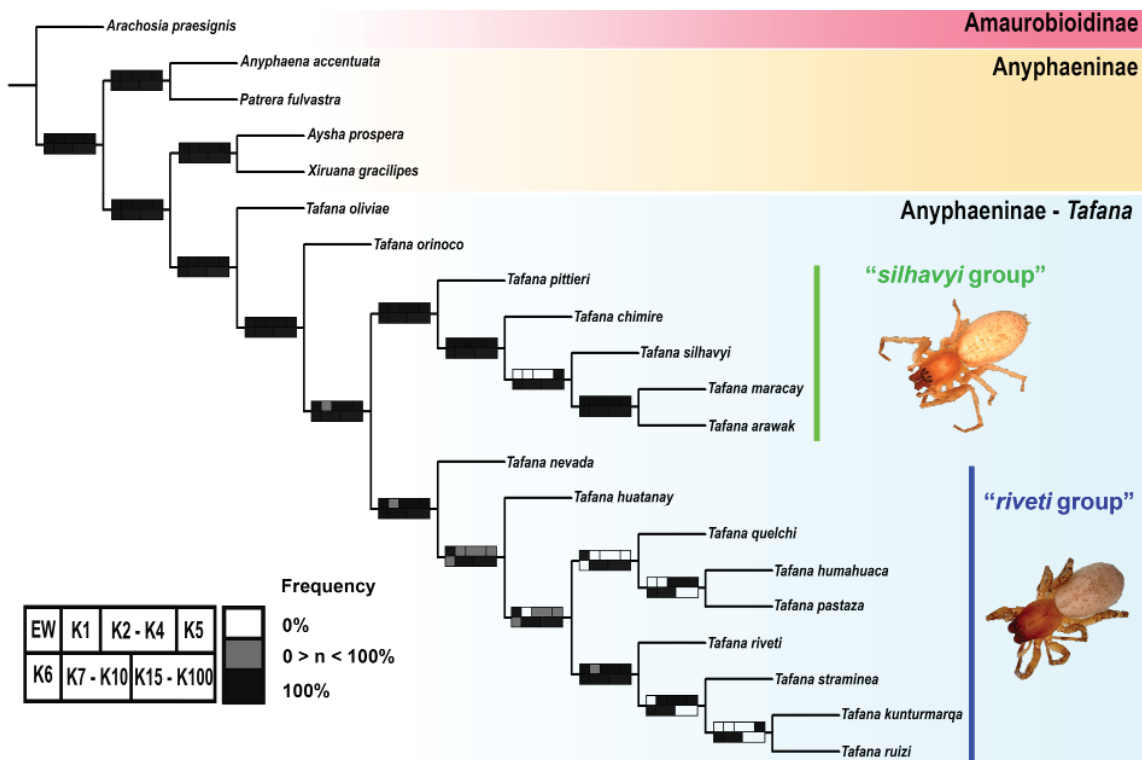 Arachosia praesignis
Amaurobioidinae
Anyphaena accentuata
Anyphaeninae
Patrera fulvastra
Aysha prospera
Xiruana gracilipes
Tafana oliviae
Anyphaeninae - Tafana
Tafana orinoco
Tafana pittieri
"silhavyi group"
Tafana chimire
Tafana silhavyi
Tafana maracay
Tafana arawak
Tafana nevada
Tafana huatanay
"riveti group"
Tafana quelchi
Tafana humahuaca
Tafana pastaza
Tafana riveti
Tafana straminea
Tafana kunturmarqa
Tafana ruizi
Frequency
EW K1 K2 - K4 K5
K6 K7 - K10 K15 - K100
0%
0 > n < 100%
100%